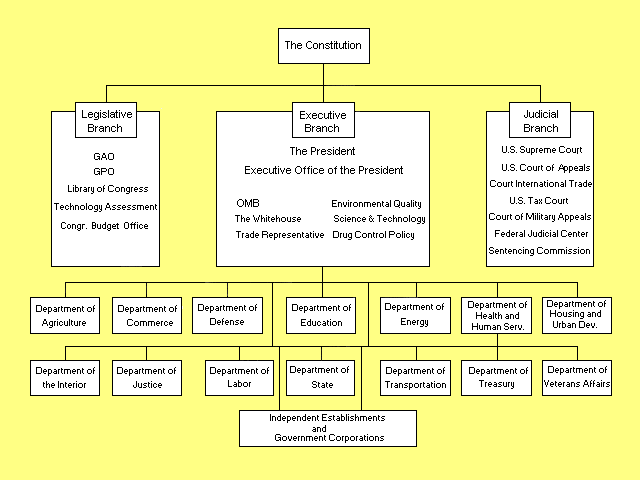 The Constitution
Legislative
Branch
GAO
GPO
Library of Congress
Technology Assessment
Congr. Budget Office
Executive
Branch
The President
Executive Office of the President
OMB
Environmental Quality
The Whitehouse
Science & Technology
Trade Representative
Drug Control Policy
Judicial
Branch
U.S. Supreme Court
U.S. Court of Appeals
Court International Trade
U.S. Tax Court
Court of Military Appeals
Federal Judicial Center
Sentencing Commission
Department of
Agriculture
Department of
Commerce
Department of
Defense
Department of
Education
Department of
Energy
Department of
Health and
Human Serv.
Department of
Housing and
Urban Dev.
Department of
the Interior
Department of
Justice
Department of
Labor
Department of
State
Department of
Transportation
Department of
Treasury
Department of
Veterans Affairs
Independent Establishments
and
Government Corporations